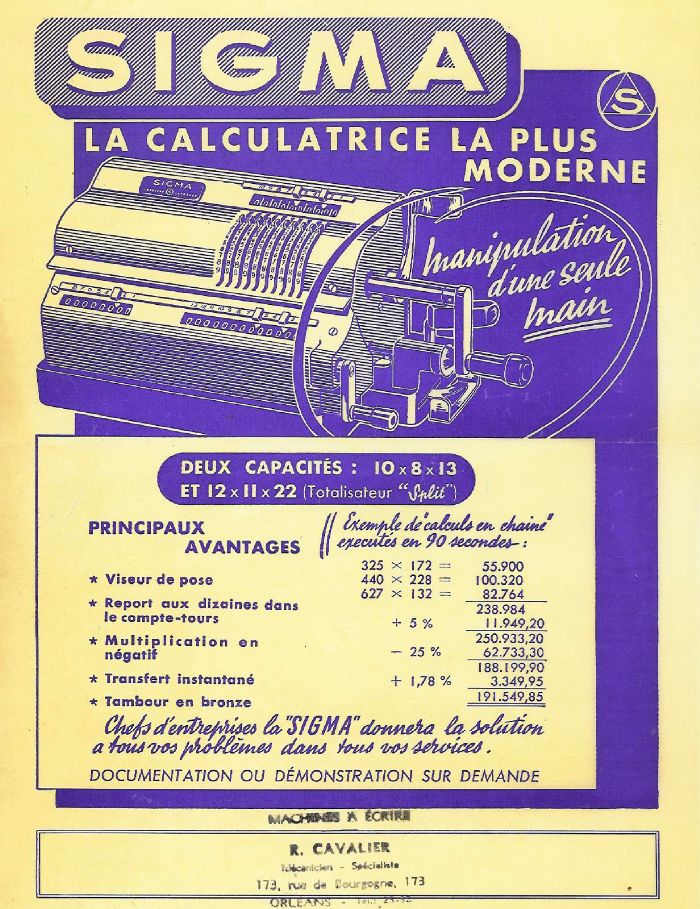 SIGMA
S
LA CALCULATRICE LA PLUS
MODERNE
SIGMA
manipulation
d'une seule
main
DEUX CAPACITÉS : 10 x 8 x 13
ET 12 x 11 x 22 (Totalisateur "Split")
PRINCIPAUX
AVANTAGES
* Viseur de pose
* Report aux dizaines dans
le compte-tours
* Multiplication en
négatif
* Transfert instantané
* Tambour en bronze
Exemple de "calculs en chaine"
executés en 90 secondes :
325 × 172 = 55.900
440 × 228 = 100.320
627 × 132 = 82.764
238.984
+ 5 % 11.949,20
250.933,20
− 25 % 62.733,30
188.199,90
+ 1,78 % 3.349,95
191.549,85
Chefs d'entreprises la "SIGMA" donnera la solution
a tous vos problèmes dans tous vos services.
DOCUMENTATION OU DÉMONSTRATION SUR DEMANDE
MACHINES A ÉCRIRE
R. CAVALIER
Mécanicien - Spécialiste
173, rue de Bourgogne, 173
ORLÉANS - Tél.